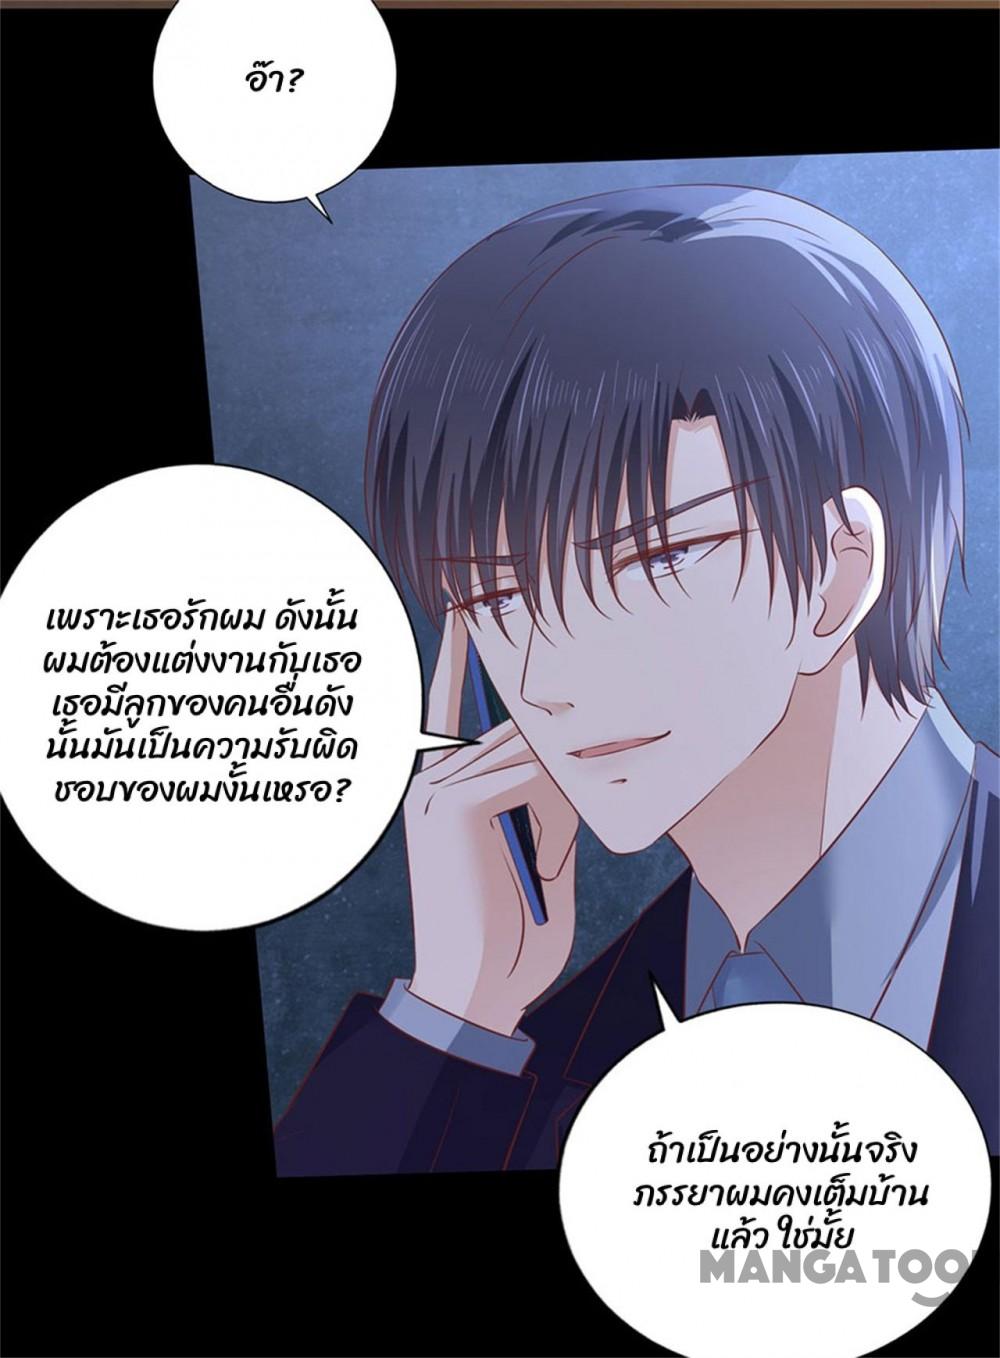 อ๊า?
เพราะเธอรักผม ดังนั้น
ผมต้องแต่งงานกับเธอ
เธอมีลูกของคนอื่นดัง
นั้นมันเป็นความรับผิด
ชอบของผมงั้นเหรอ?
ถ้าเป็นอย่างนั้นจริง
ภรรยาผมคงเต็มบ้าน
แล้ว ใช่มั้ย
MANGA TOON